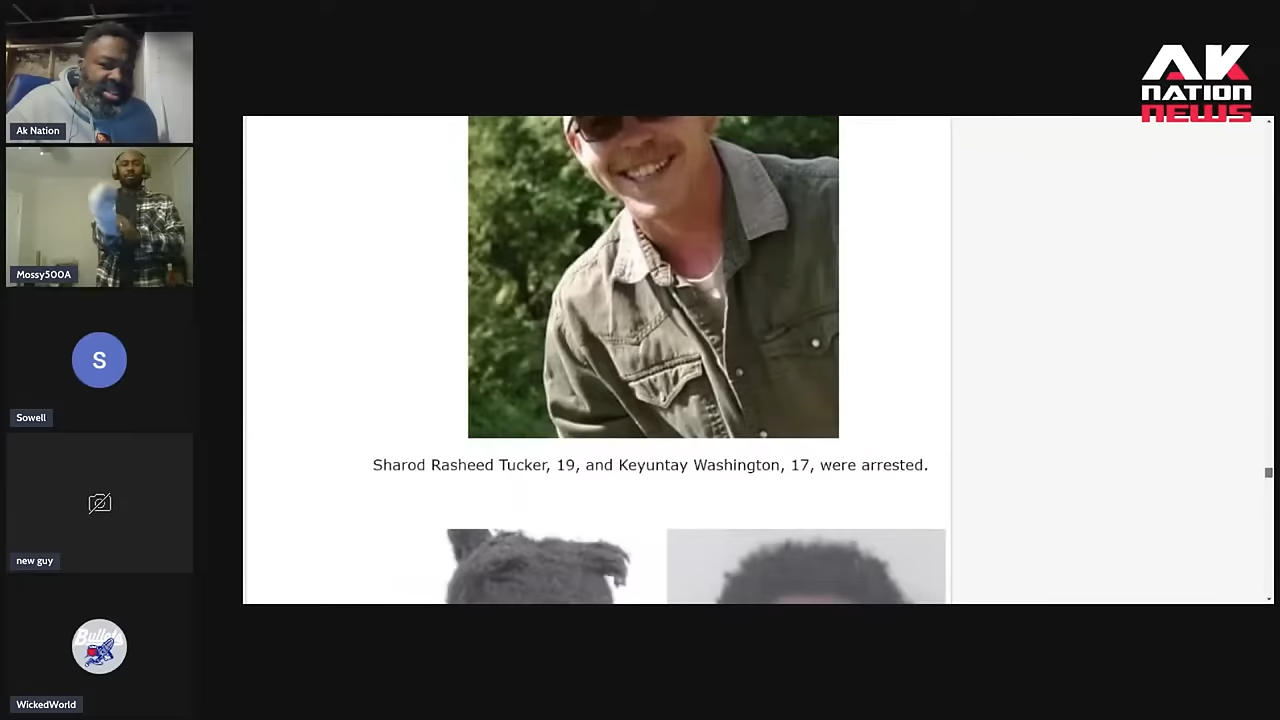 Ak Nation
Mossy500A
S
Sowell
new guy
Bullets
WickedWorld
AK
NATION
NEWS
Sharod Rasheed Tucker, 19, and Keyuntay Washington, 17, were arrested.